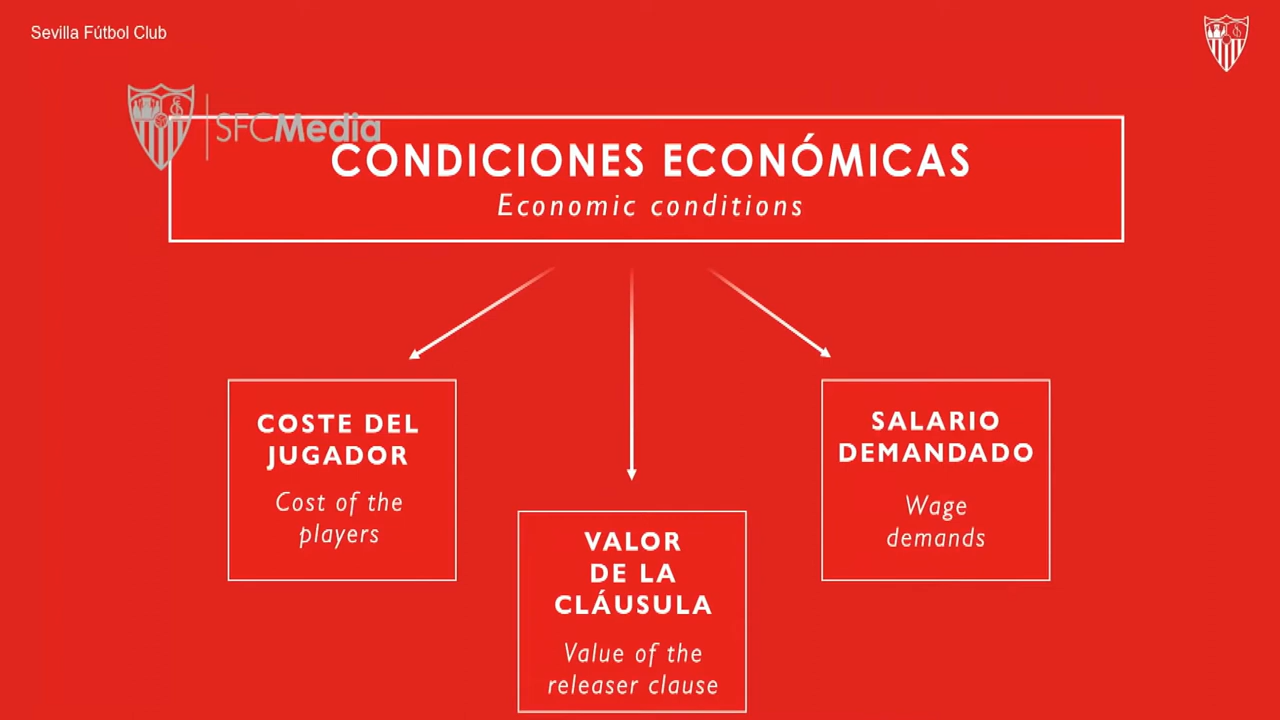 Sevilla Fútbol Club
SFCMedia
CONDICIONES ECONÓMICAS
Economic conditions
COSTE DEL
JUGADOR
Cost of the
players
VALOR
DE LA
CLÁUSULA
Value of the
releaser clause
SALARIO
DEMANDADO
Wage
demands